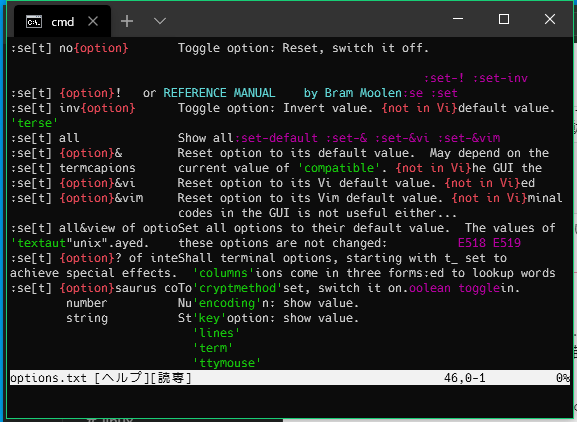 cmd
:se[t] no{option} Toggle option: Reset, switch it off.
:set-! :set-inv
:se[t] {option}! or REFERENCE MANUAL by Bram Moolen:se :set
:se[t] inv{option} Toggle option: Invert value. {not in Vi}default value.
'terse'
:se[t] all Show all:set-default :set-& :set-&vi :set-&vim
:se[t] {option}& Reset option to its default value. May depend on the
:se[t] termcapions current value of 'compatible'. {not in Vi}he GUI the
:se[t] {option}&vi Reset option to its Vi default value. {not in Vi}ed
:se[t] {option}&vim Reset option to its Vim default value. {not in Vi}minal
codes in the GUI is not useful either...
:se[t] all&view of optioSet all options to their default value. The values of
'textaut"unix".ayed. these options are not changed: E518 E519
:se[t] {option}? of inteShall terminal options, starting with t_ set to
achieve special effects. 'columns'ions come in three forms:ed to lookup words
:se[t] {option}saurus coTo'cryptmethod'set, switch it on.oolean togglein.
number Nu'encoding'n: show value.
string St'key'option: show value.
'lines'
'term'
'ttymouse'
options.txt [ヘルプ][読専] 46,0-1 0%